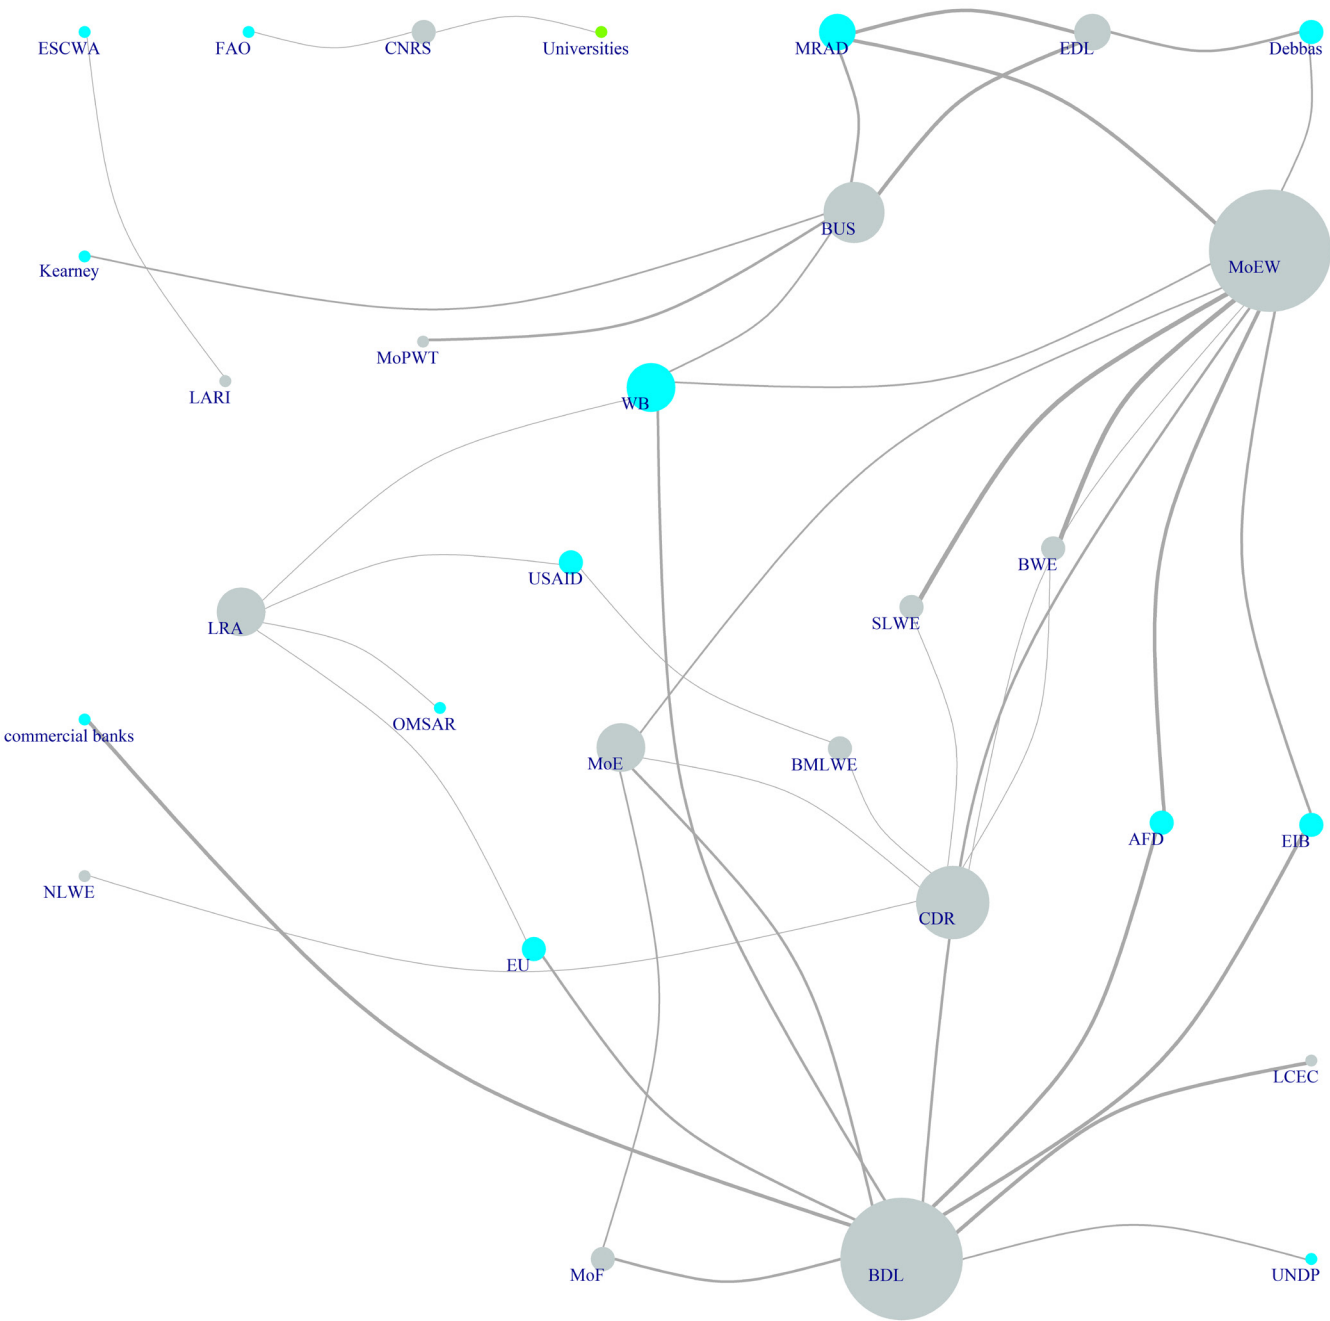 ESCWA
FAO
CNRS
Universities
MRAD
EDL
Debbas
BUS
Kearney
MoEW
MoPWT
LARI
WB
USAID
BWE
SLWE
LRA
OMSAR
commercial banks
MoE
BMLWE
AFD
EIB
NLWE
CDR
EU
LCEC
MoF
BDL
UNDP